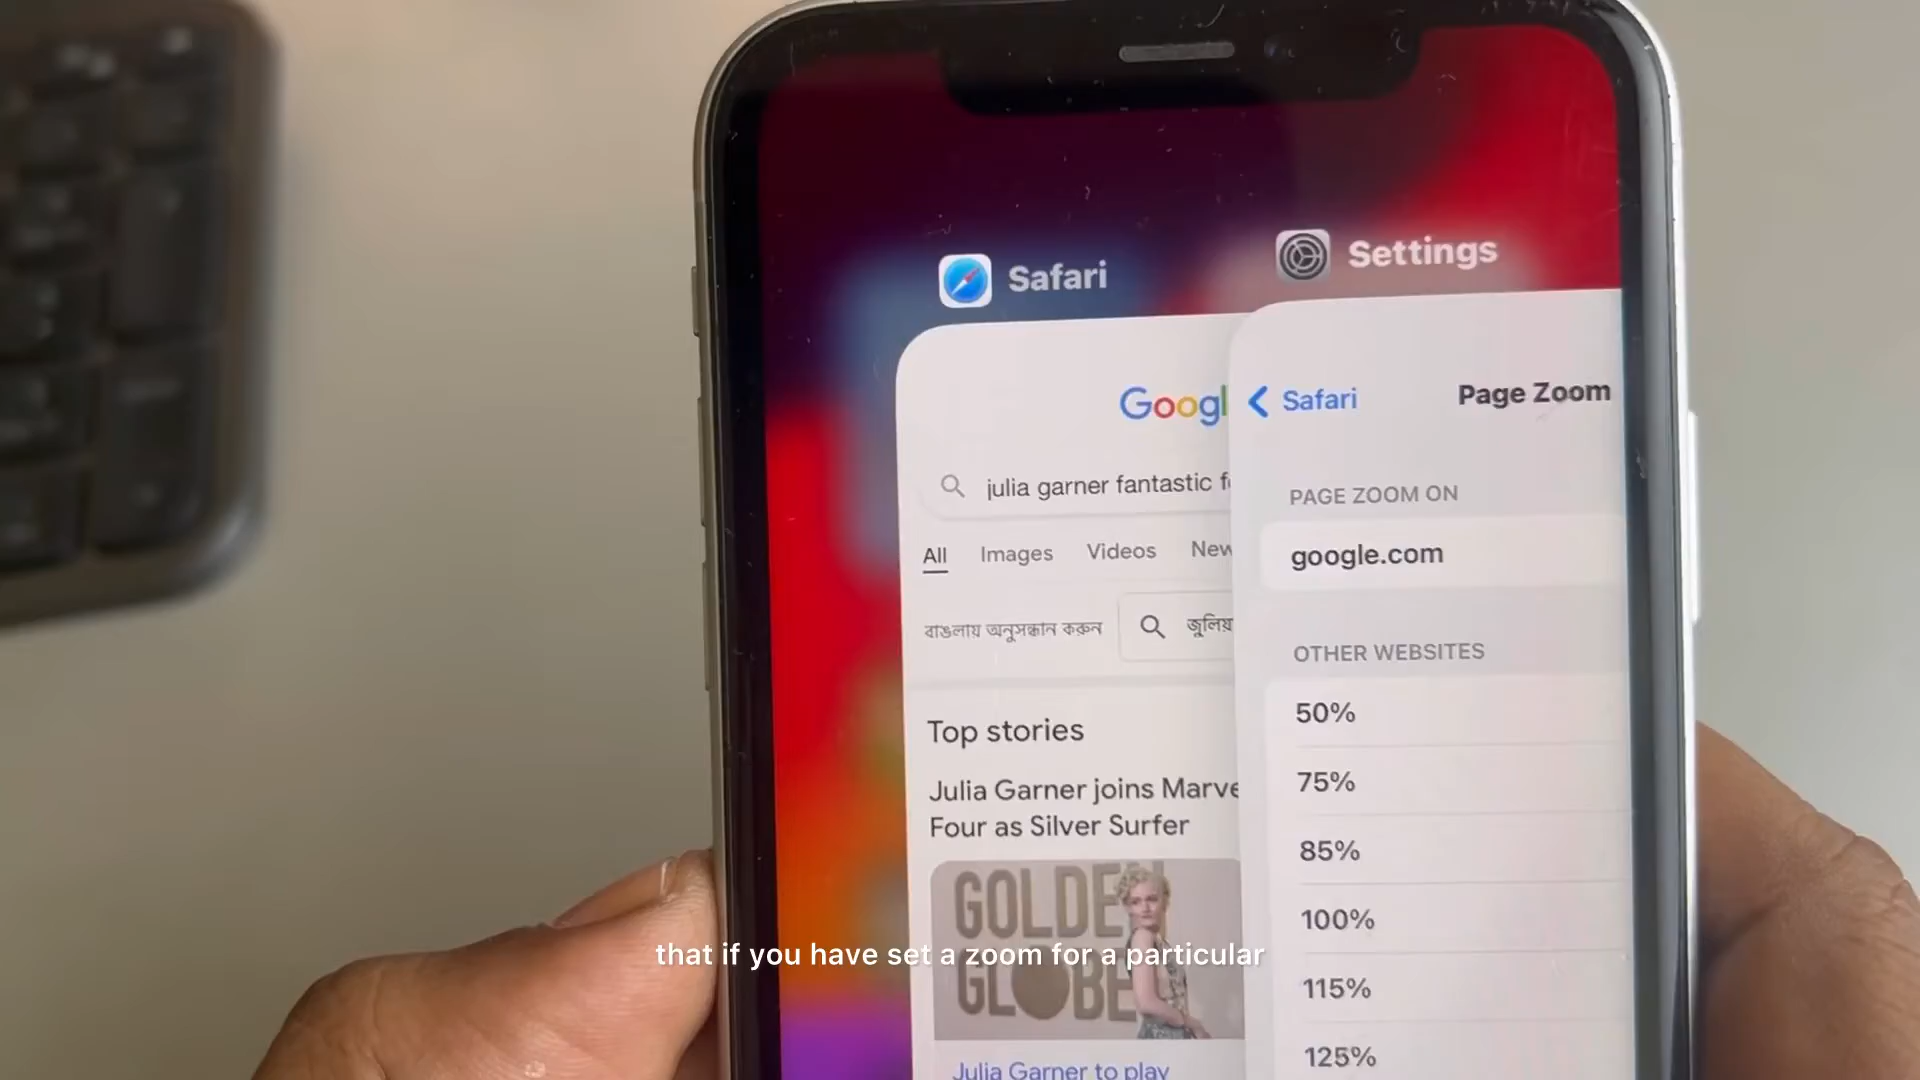 Safari
Googl
julia garner fantastic f
All Images Videos New
বাঙলায় অনুসন্ধান করুন
জুলিয়
Top stories
Julia Garner joins Marve
Four as Silver Surfer
GOLDEN
GLOBE
Julia Garner to play
Settings
Safari
Page Zoom
PAGE ZOOM ON
google.com
OTHER WEBSITES
50%
75%
85%
100%
115%
125%
that if you have set a zoom for a particular